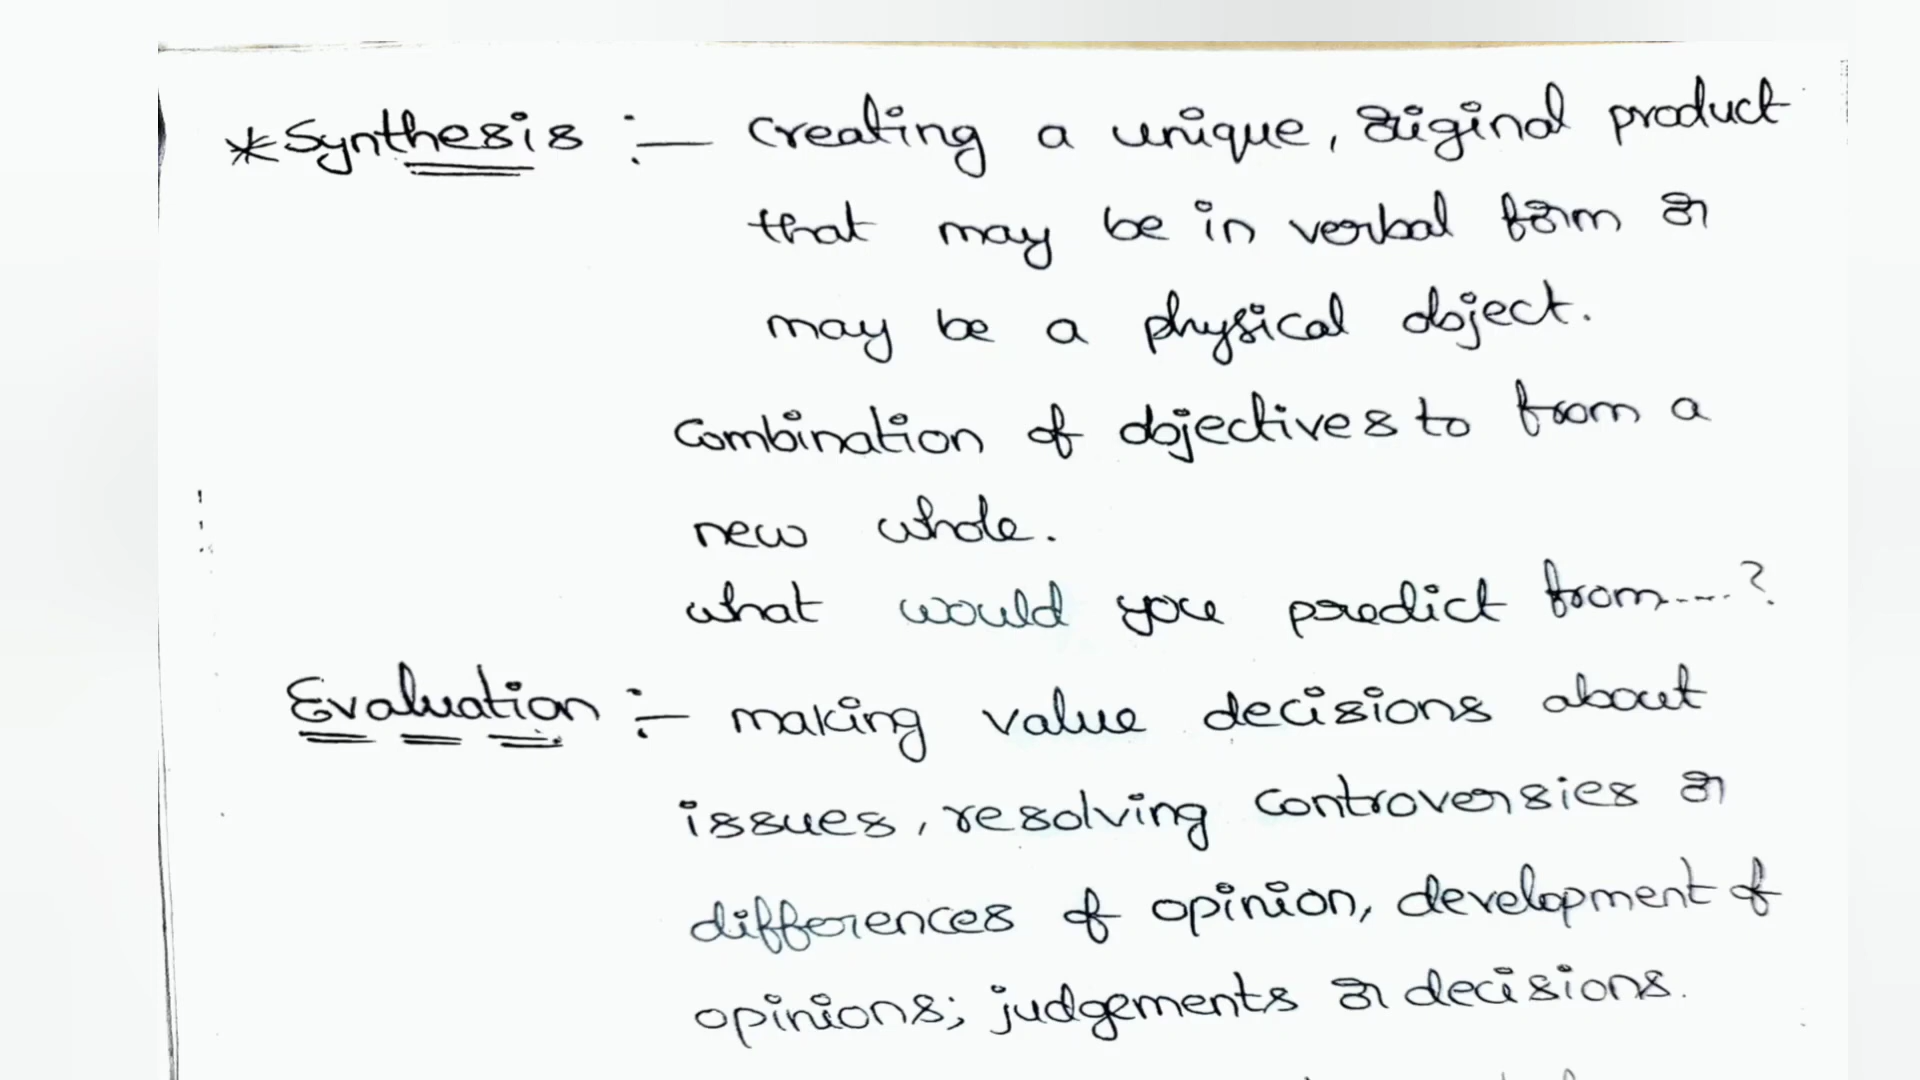 *Synthesis :- Creating a unique, original product
that may be in verbal form or
may be a physical object.
Combination of objectives to from a
new whole.
what would you predict from.....?
Evaluation :- making value decisions about
issues, resolving controversies or
differences of opinion, development of
opinions; judgements or decisions.